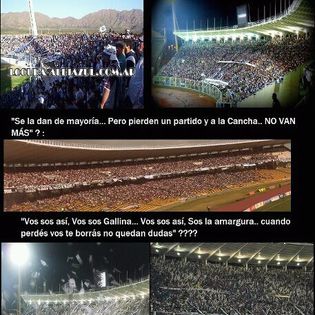 LOCURAALBIAZUL.COM.AR
"Se la dan de mayoría... Pero pierden un partido y a la Cancha.. NO VAN
MÁS" ? :
"Vos sos así, Vos sos Gallina... Vos sos así, Sos la amargura.. cuando
perdés vos te borrás no quedan dudas" ????